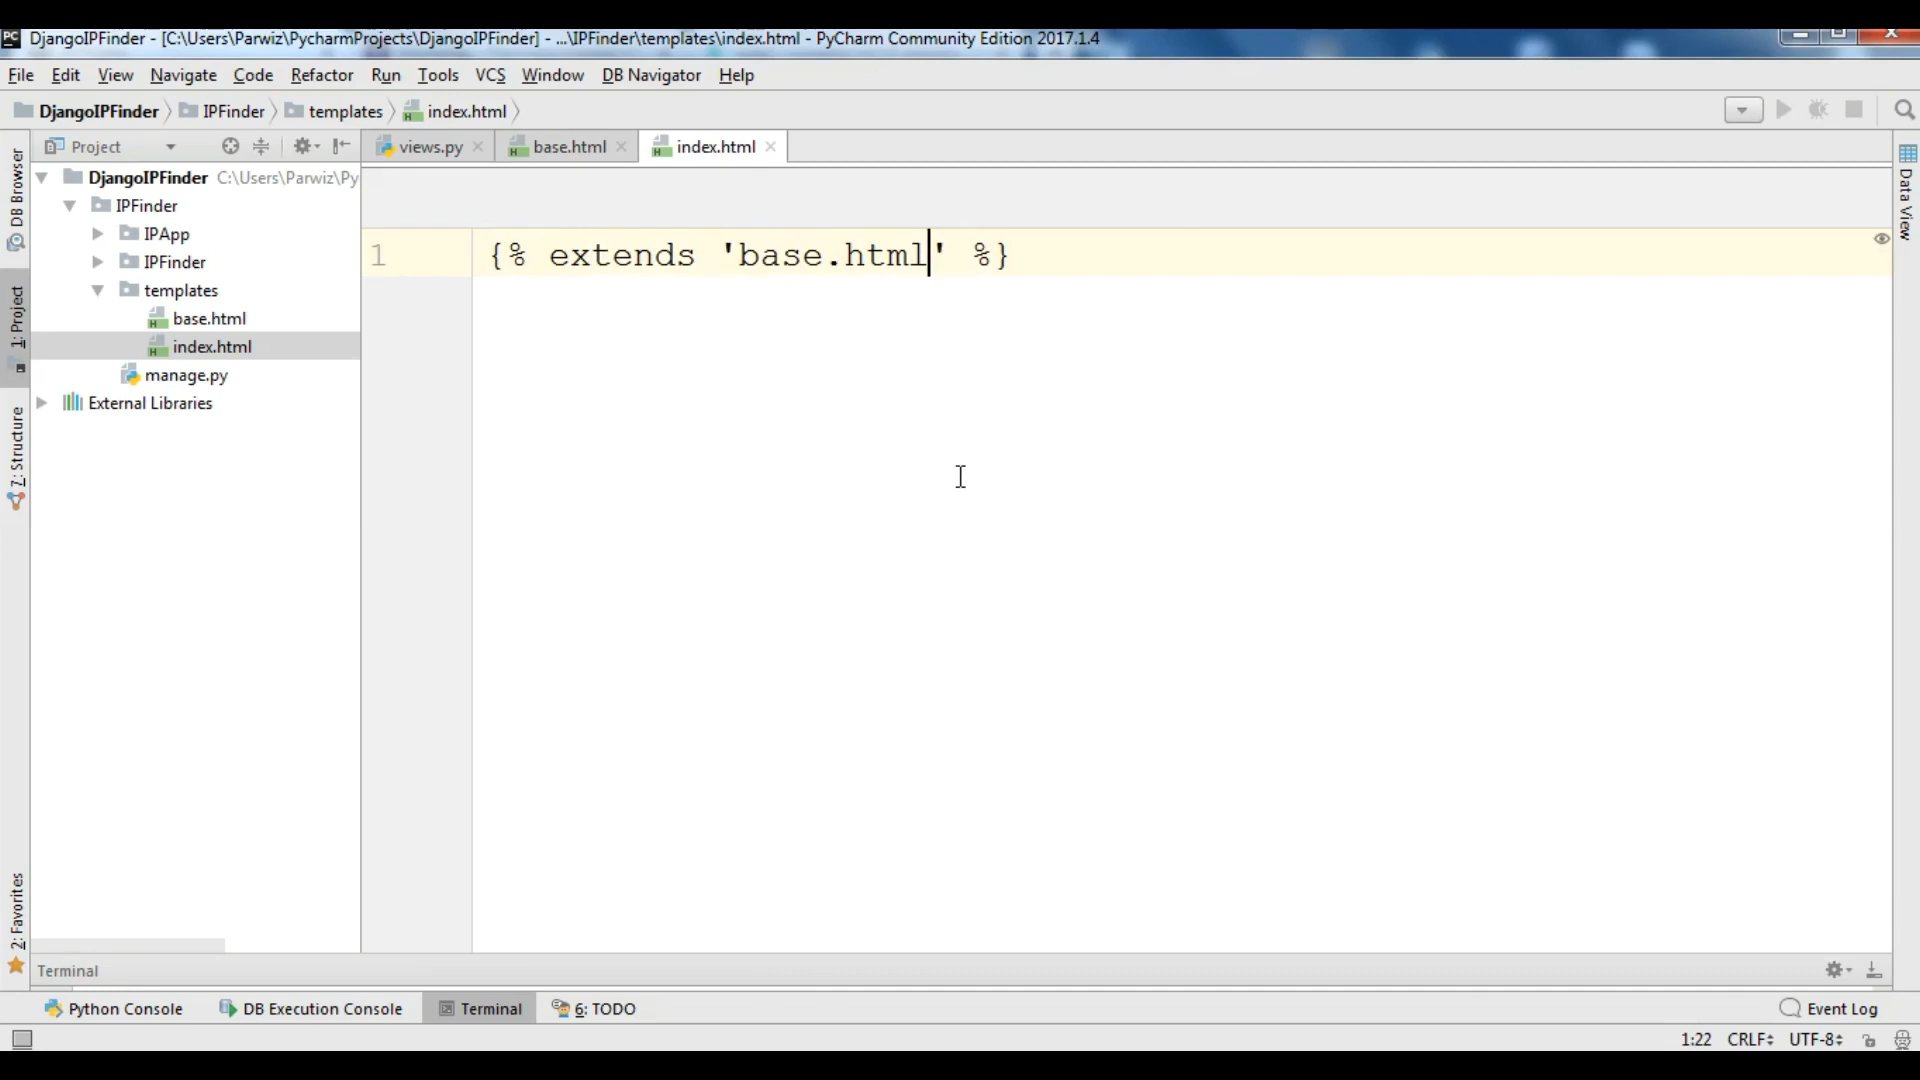 PC DjangoIPFinder - [C:\Users\Parwiz\PycharmProjects\DjangoIPFinder] - ...\IPFinder\templates\index.html - PyCharm Community Edition 2017.1.4
File Edit View Navigate Code Refactor Run Tools VCS Window DB Navigator Help
DjangoIPFinder IPFinder templates index.html
Project views.py base.html index.html
DjangoIPFinder C:\Users\Parwiz\Py
IPFinder
IPApp
IPFinder
templates
base.html
index.html
manage.py
External Libraries
1 {% extends 'base.html' %}
DB Browser
1: Project
7: Structure
2: Favorites
Data View
Terminal
Python Console DB Execution Console Terminal 6: TODO Event Log
1:22 CRLF UTF-8